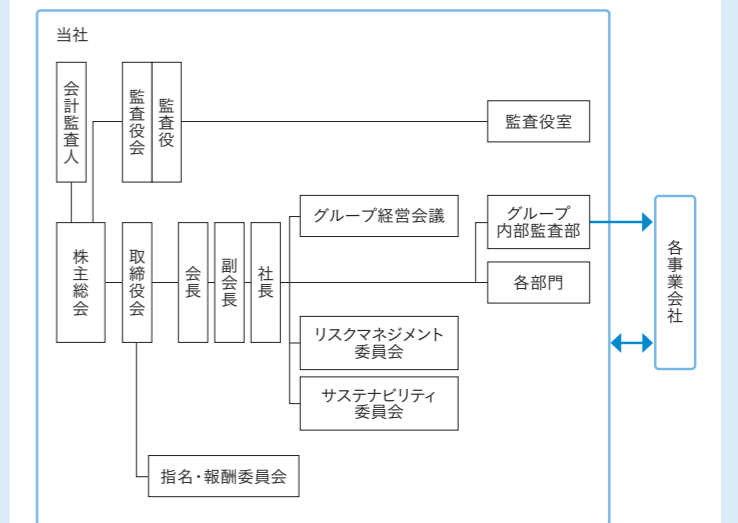 当社
会計監査人
監査役会
監査役
監査役室
株主総会
取締役会
会長
副会長
社長
グループ経営会議
グループ
内部監査部
各部門
リスクマネジメント
委員会
サステナビリティ
委員会
指名・報酬委員会
各事業会社